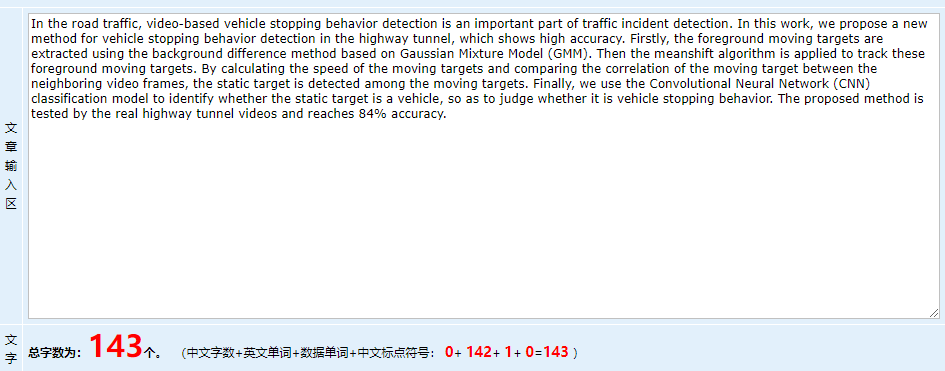 In the road traffic, video-based vehicle stopping behavior detection is an important part of traffic incident detection. In this work, we propose a new
method for vehicle stopping behavior detection in the highway tunnel, which shows high accuracy. Firstly, the foreground moving targets are
extracted using the background difference method based on Gaussian Mixture Model (GMM). Then the meanshift algorithm is applied to track these
foreground moving targets. By calculating the speed of the moving targets and comparing the correlation of the moving target between the
neighboring video frames, the static target is detected among the moving targets. Finally, we use the Convolutional Neural Network (CNN)
classification model to identify whether the static target is a vehicle, so as to judge whether it is vehicle stopping behavior. The proposed method is
tested by the real highway tunnel videos and reaches 84% accuracy.
文
章
输
入
区
文
字
总字数为：143个。 （中文字数+英文单词+数据单词+中文标点符号： 0+ 142+ 1+ 0=143 ）